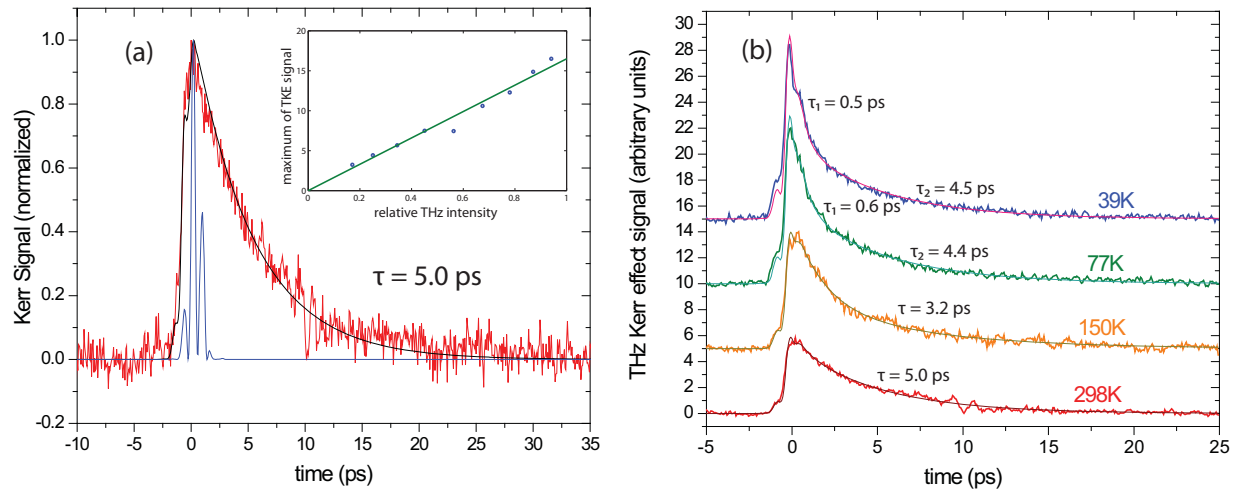 (a)
Kerr Signal (normalized)
1.0
0.8
0.6
0.4
0.2
0.0
-0.2
-10 -5 0 5 10 15 20 25 30 35
time (ps)
τ = 5.0 ps
maximum of TKE signal
20
15
10
5
0
0 0.2 0.4 0.6 0.8 1
relative THz intensity
(b)
THz Kerr effect signal (arbitrary units)
30
28
26
24
22
20
18
16
14
12
10
8
6
4
2
0
-5 0 5 10 15 20 25
time (ps)
τ1 = 0.5 ps
τ2 = 4.5 ps
39K
τ1 = 0.6 ps
τ2 = 4.4 ps
77K
τ = 3.2 ps
150K
τ = 5.0 ps
298K